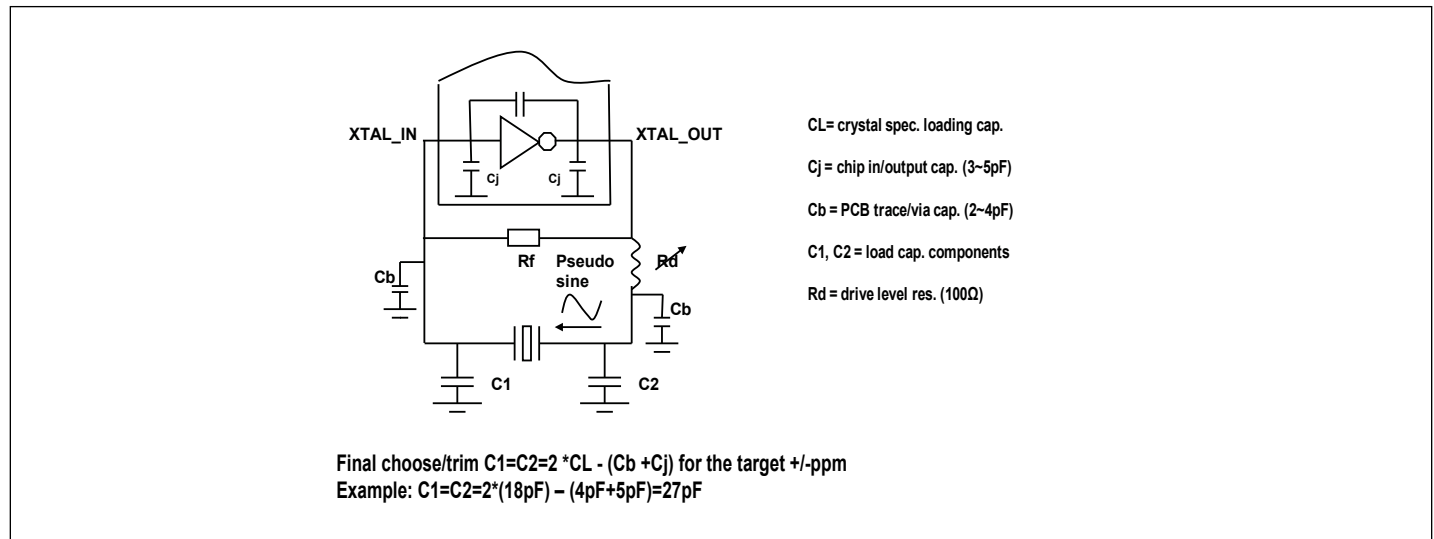 XTAL_IN
XTAL_OUT
Cj
Cj
Rf
Pseudo
sine
Rd
Cb
Cb
C1
C2
CL= crystal spec. loading cap.
Cj = chip in/output cap. (3~5pF)
Cb = PCB trace/via cap. (2~4pF)
C1, C2 = load cap. components
Rd = drive level res. (100Ω)
Final choose/trim C1=C2=2 *CL - (Cb +Cj) for the target +/-ppm
Example: C1=C2=2*(18pF) – (4pF+5pF)=27pF